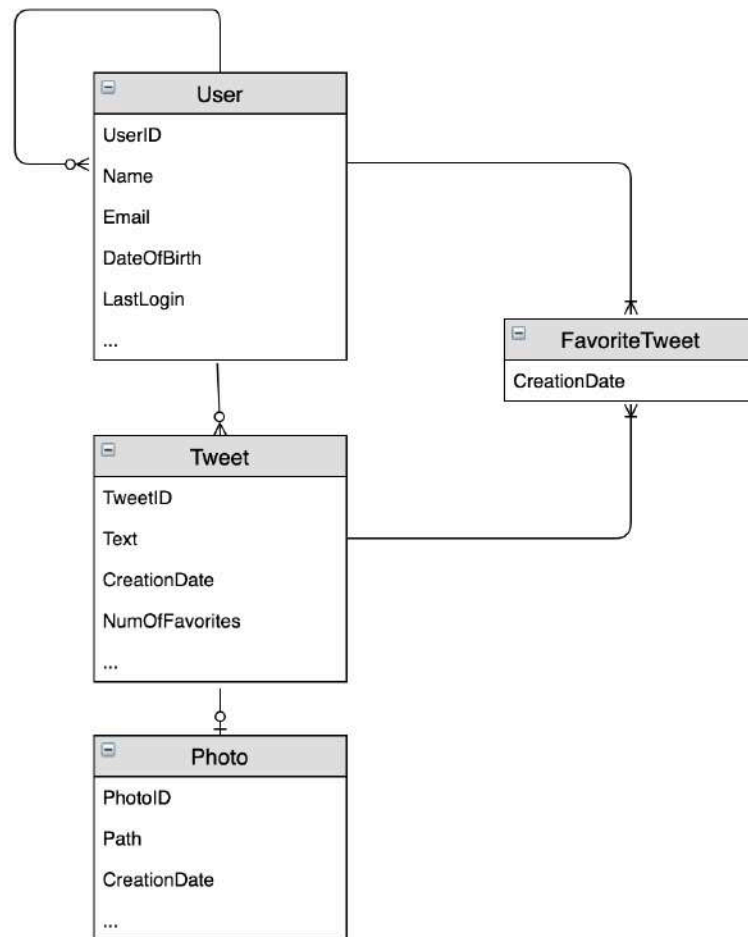 User
UserID
Name
Email
DateOfBirth
LastLogin
...
FavoriteTweet
CreationDate
Tweet
TweetID
Text
CreationDate
NumOfFavorites
...
Photo
PhotoID
Path
CreationDate
...